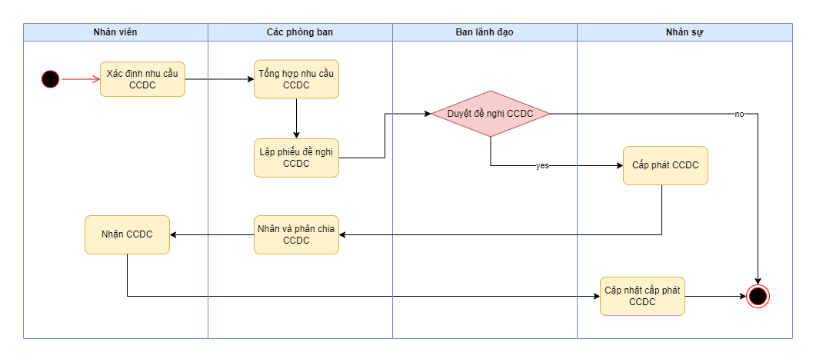 Nhân viên
Các phòng ban
Ban lãnh đạo
Nhân sự
Xác định nhu cầu
CCDC
Tổng hợp nhu cầu
CCDC
Lập phiếu đề nghị
CCDC
Duyệt đề nghị CCDC
no
yes
Cấp phát CCDC
Nhận CCDC
Nhân và phân chia
CCDC
Cập nhật cấp phát
CCDC